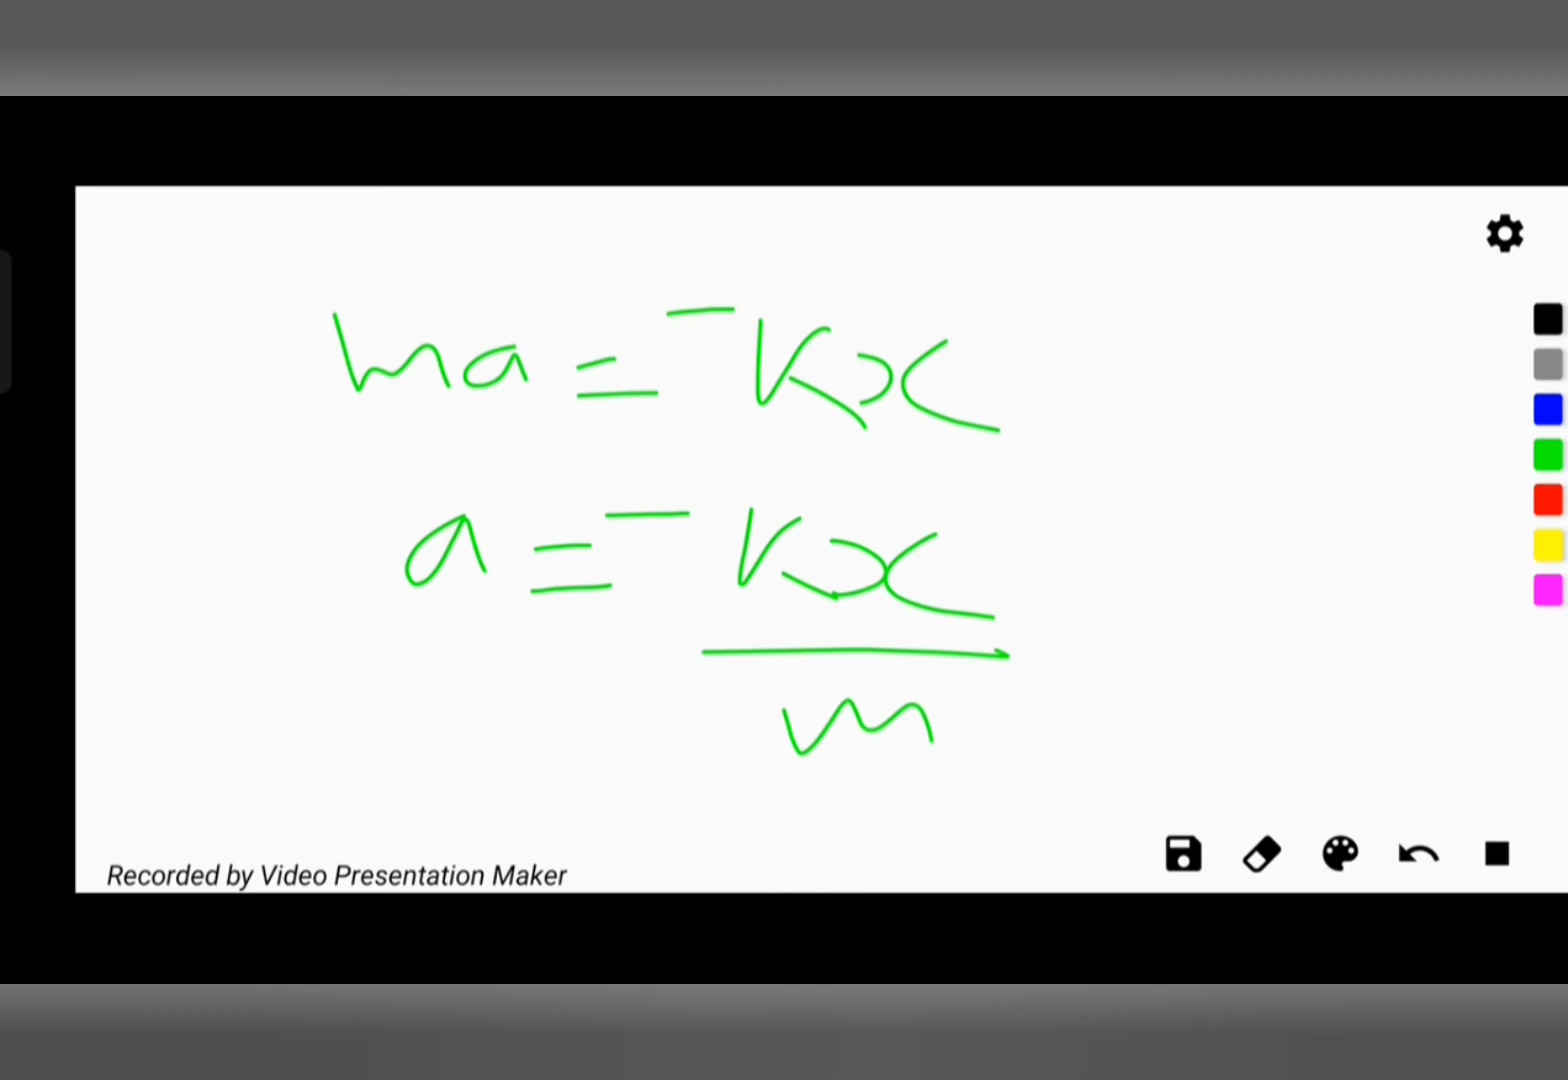 ma = -Kx
a = -Kx
m
Recorded by Video Presentation Maker